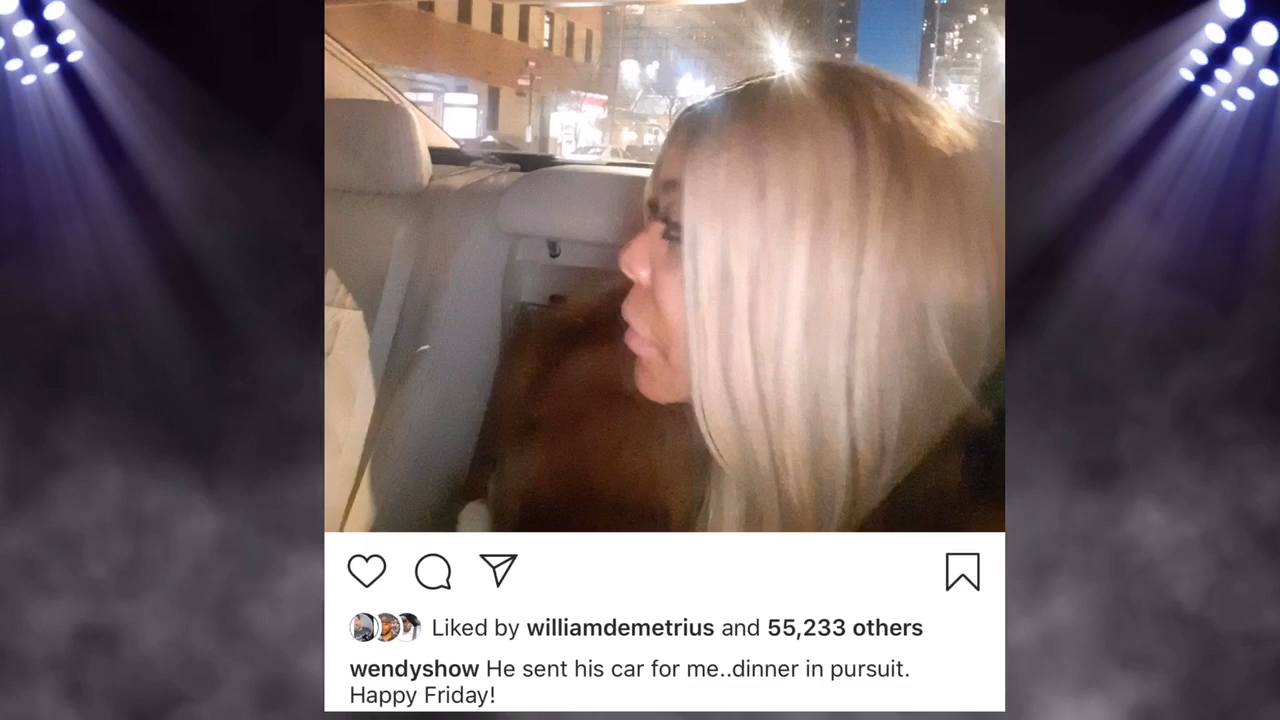 Liked by williamdemetrius and 55,233 others
wendyshow He sent his car for me..dinner in pursuit.
Happy Friday!